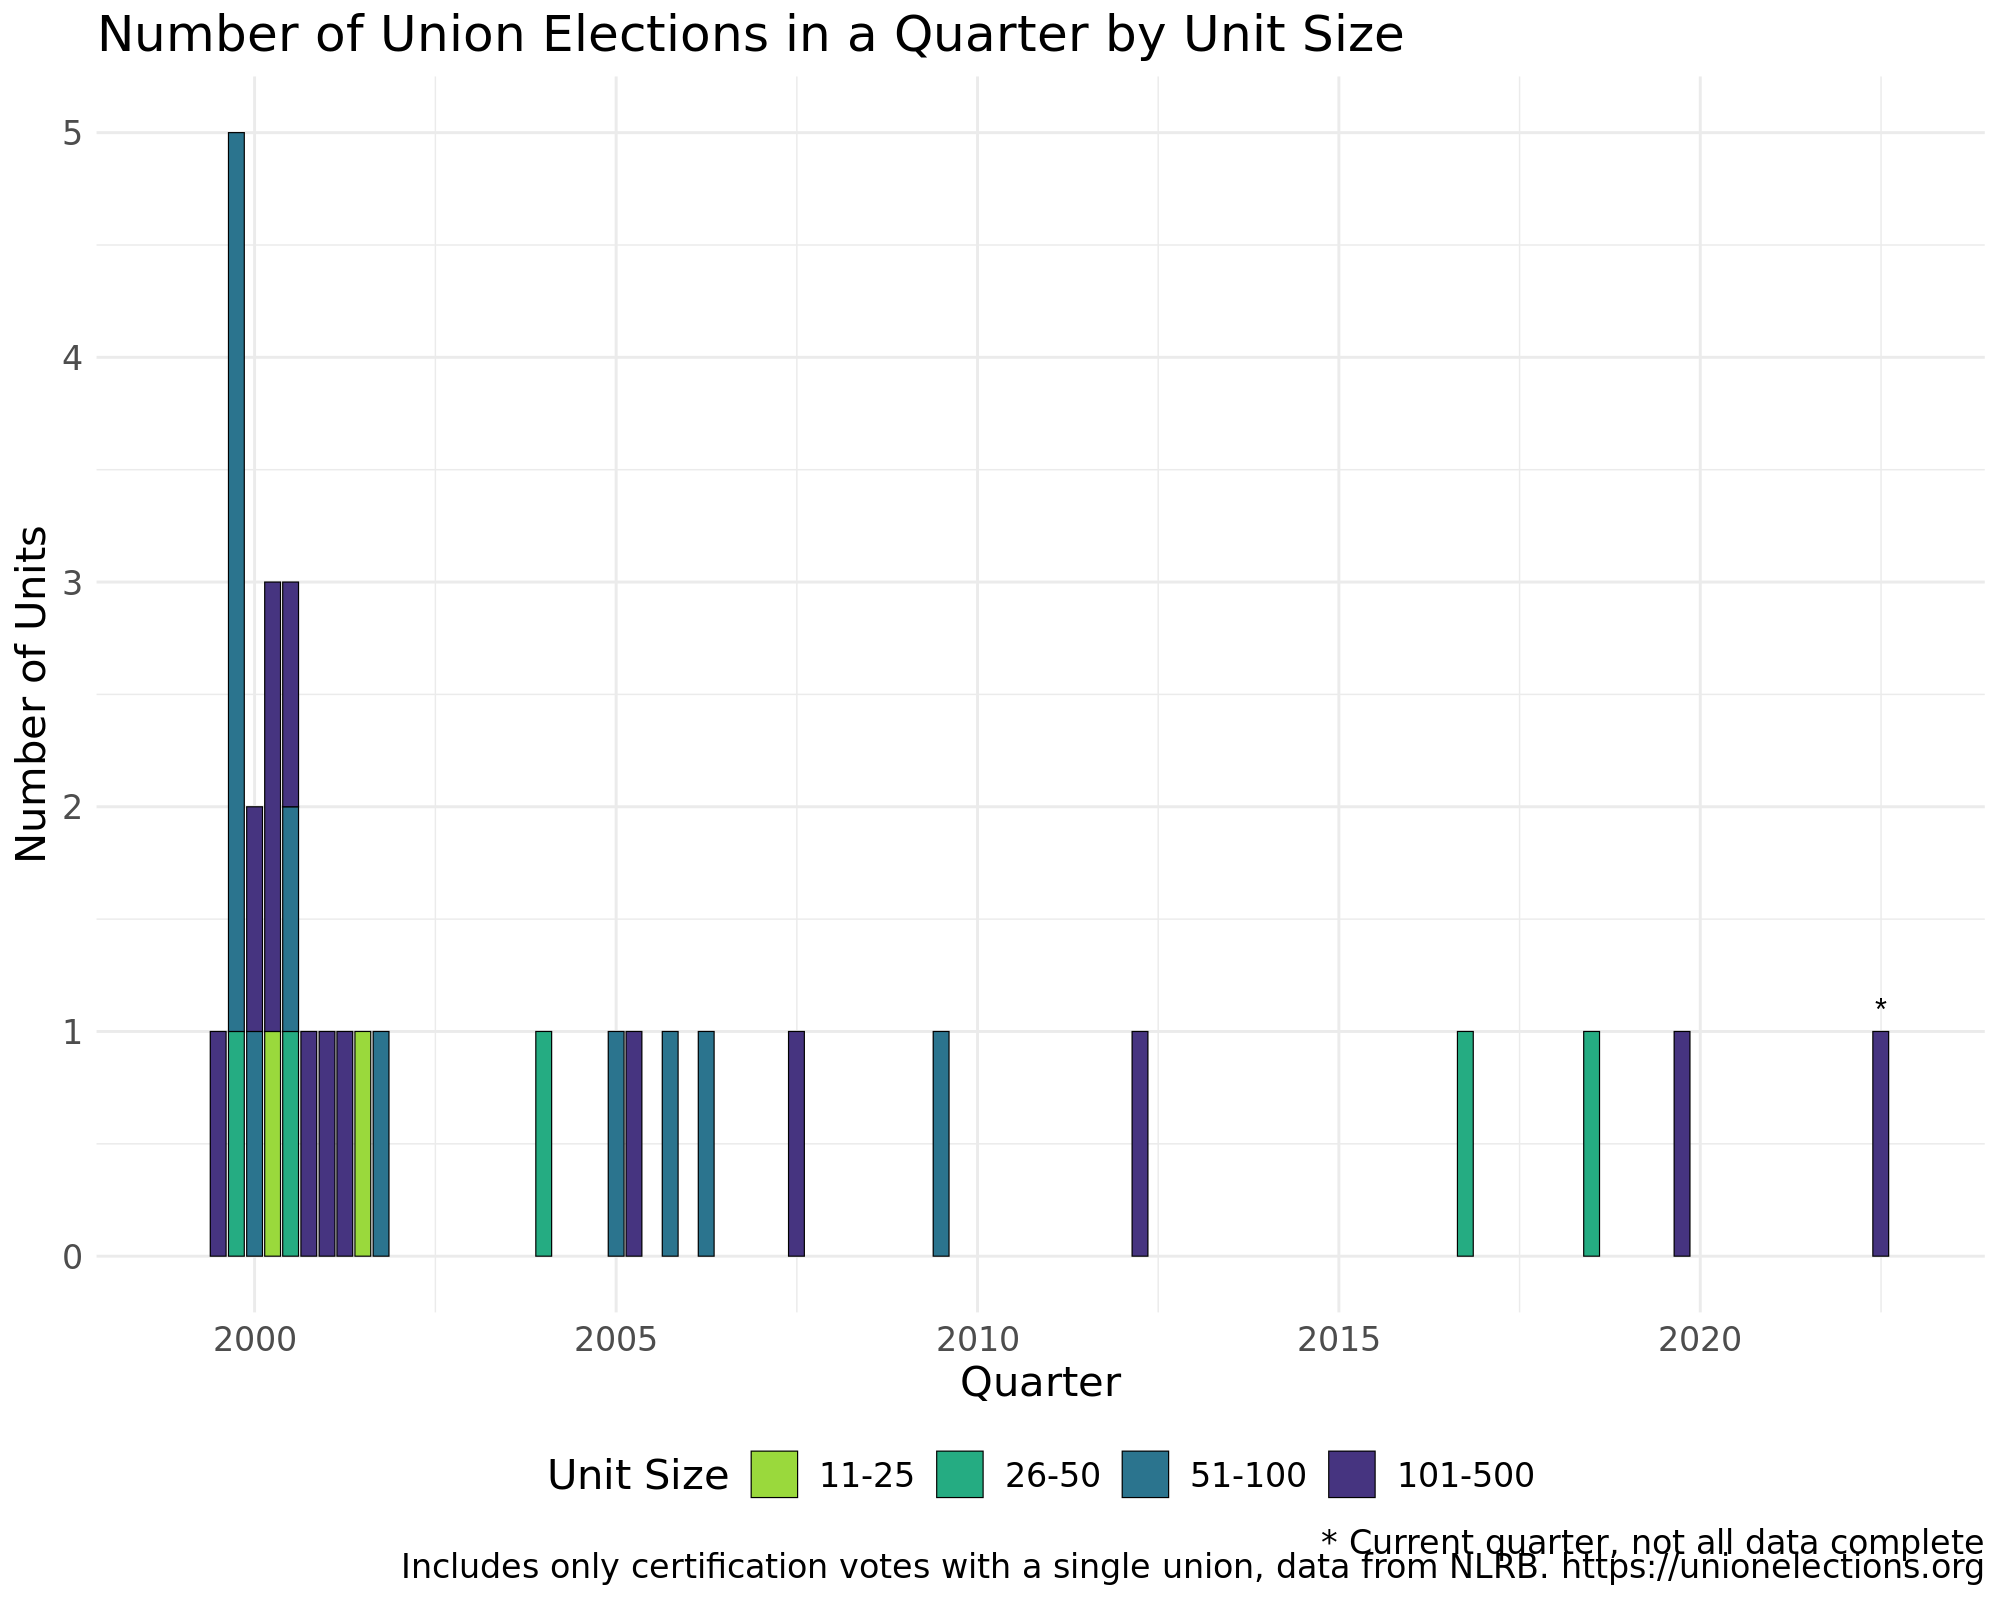 Number of Union Elections in a Quarter by Unit Size
Number of Units
5
4
3
2
1
0
*
2000 2005 2010 2015 2020
Quarter
Unit Size 11-25 26-50 51-100 101-500
* Current quarter, not all data complete
Includes only certification votes with a single union, data from NLRB. https://unionelections.org